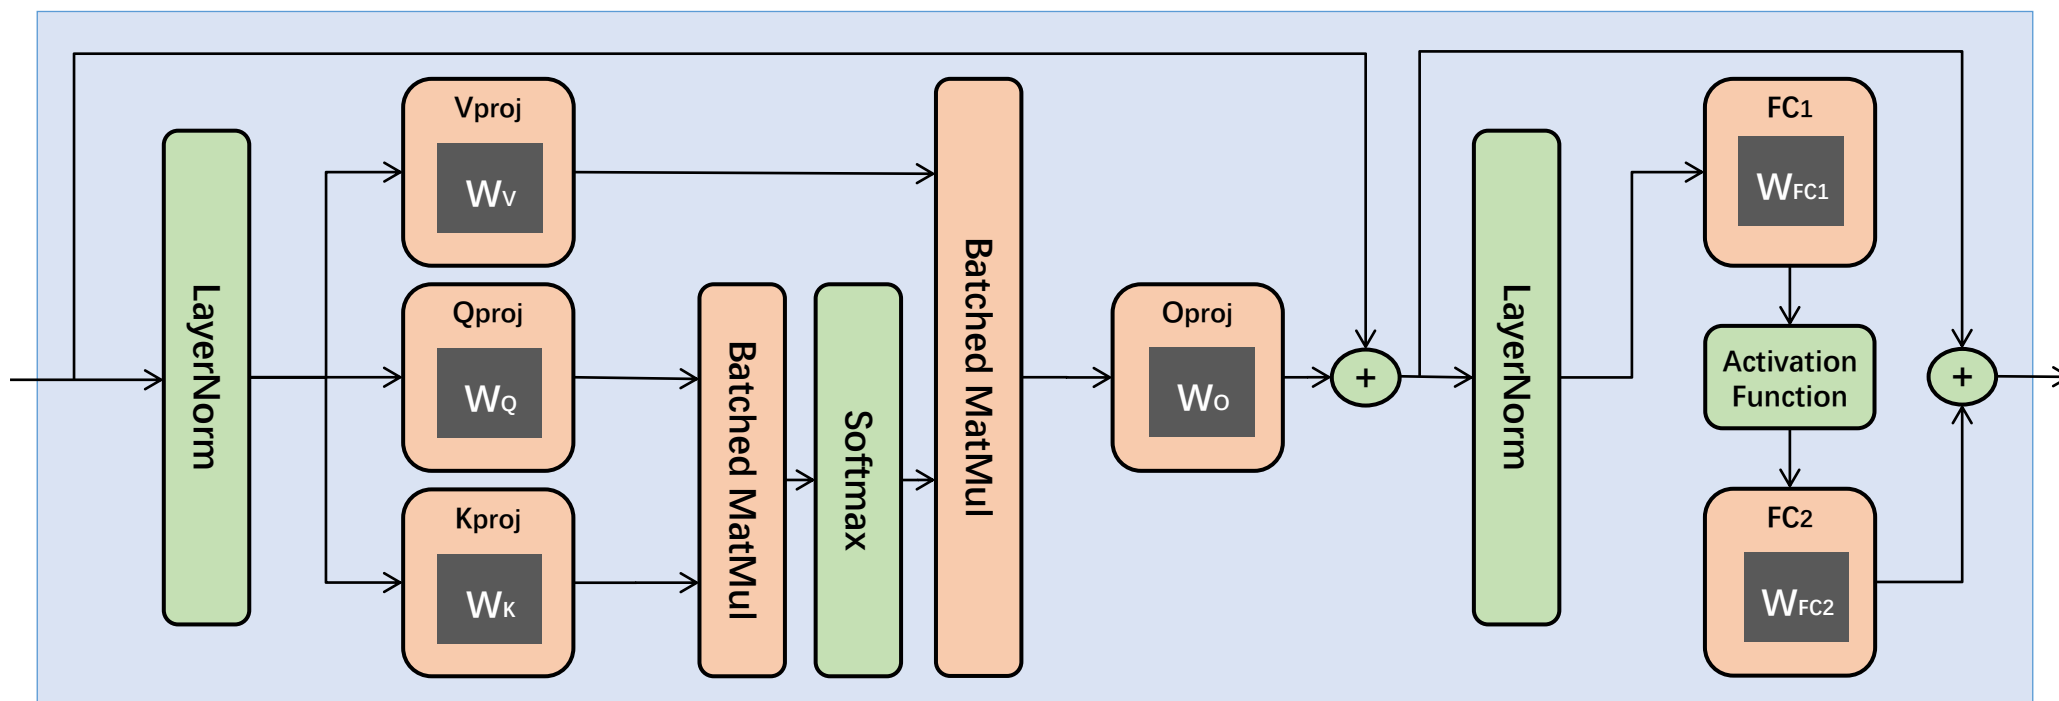 LayerNorm
Vproj
WV
Qproj
WQ
Kproj
WK
Batched MatMul
Softmax
Batched MatMul
Oproj
WO
+
LayerNorm
FC1
WFC1
Activation
Function
FC2
WFC2
+